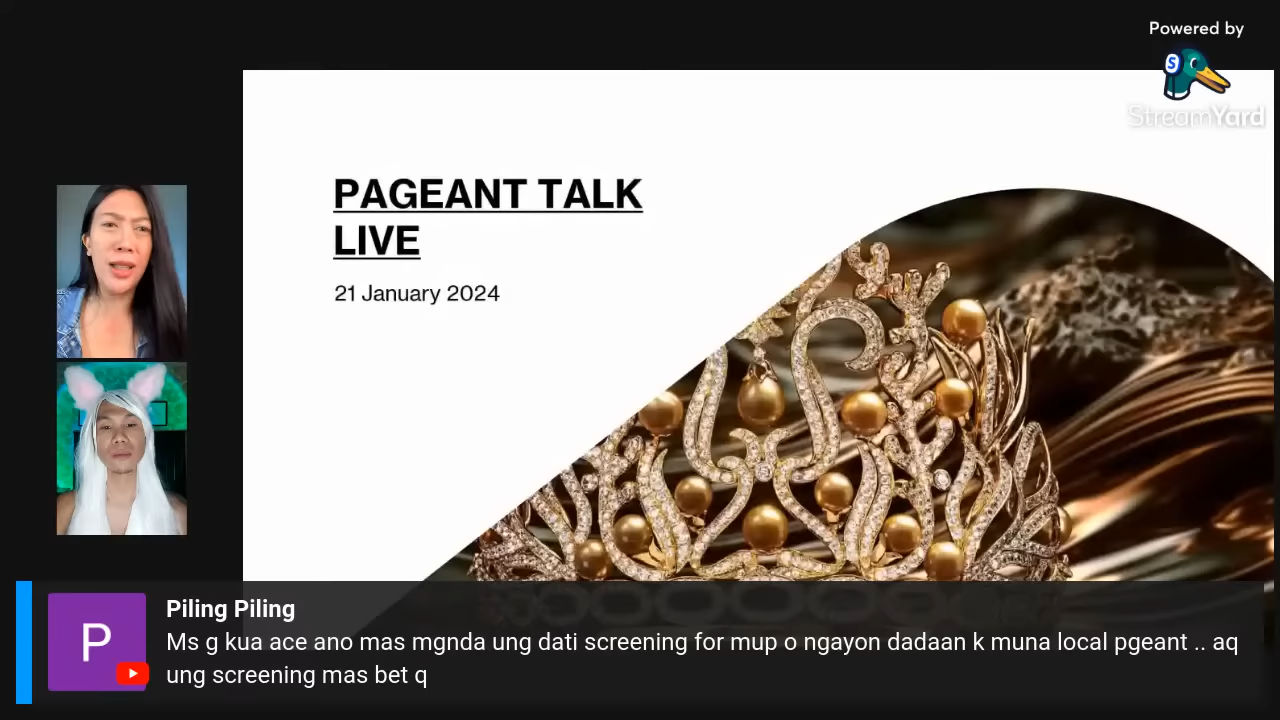 Powered by
StreamYard
PAGEANT TALK
LIVE
21 January 2024
P
Piling Piling
Ms g kua ace ano mas mgnda ung dati screening for mup o ngayon dadaan k muna local pgeant .. aq
ung screening mas bet q